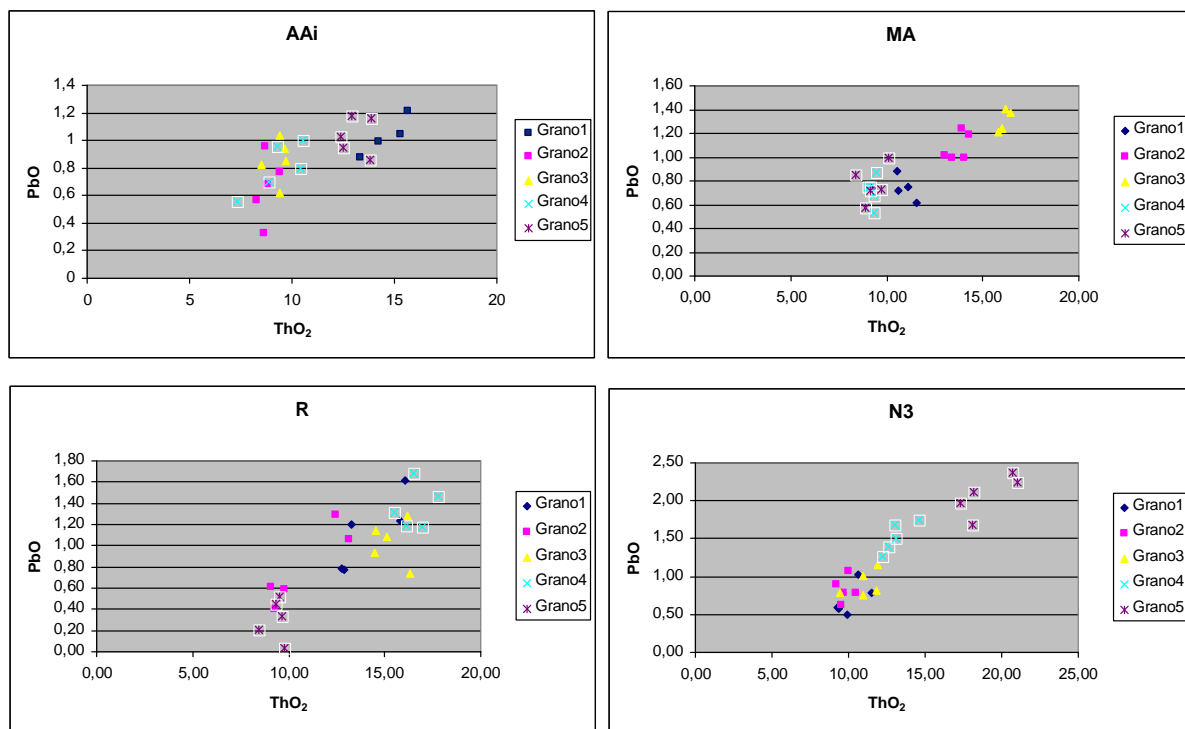 AAi
PbO
1,4
1,2
1
0,8
0,6
0,4
0,2
0
0
5
10
15
20
ThO₂
Grano1
Grano2
Grano3
Grano4
Grano5
MA
PbO
1,60
1,40
1,20
1,00
0,80
0,60
0,40
0,20
0,00
0,00
5,00
10,00
15,00
20,00
ThO₂
Grano1
Grano2
Grano3
Grano4
Grano5
R
PbO
1,80
1,60
1,40
1,20
1,00
0,80
0,60
0,40
0,20
0,00
0,00
5,00
10,00
15,00
20,00
ThO₂
Grano1
Grano2
Grano3
Grano4
Grano5
N3
PbO
2,50
2,00
1,50
1,00
0,50
0,00
0,00
5,00
10,00
15,00
20,00
25,00
ThO₂
Grano1
Grano2
Grano3
Grano4
Grano5